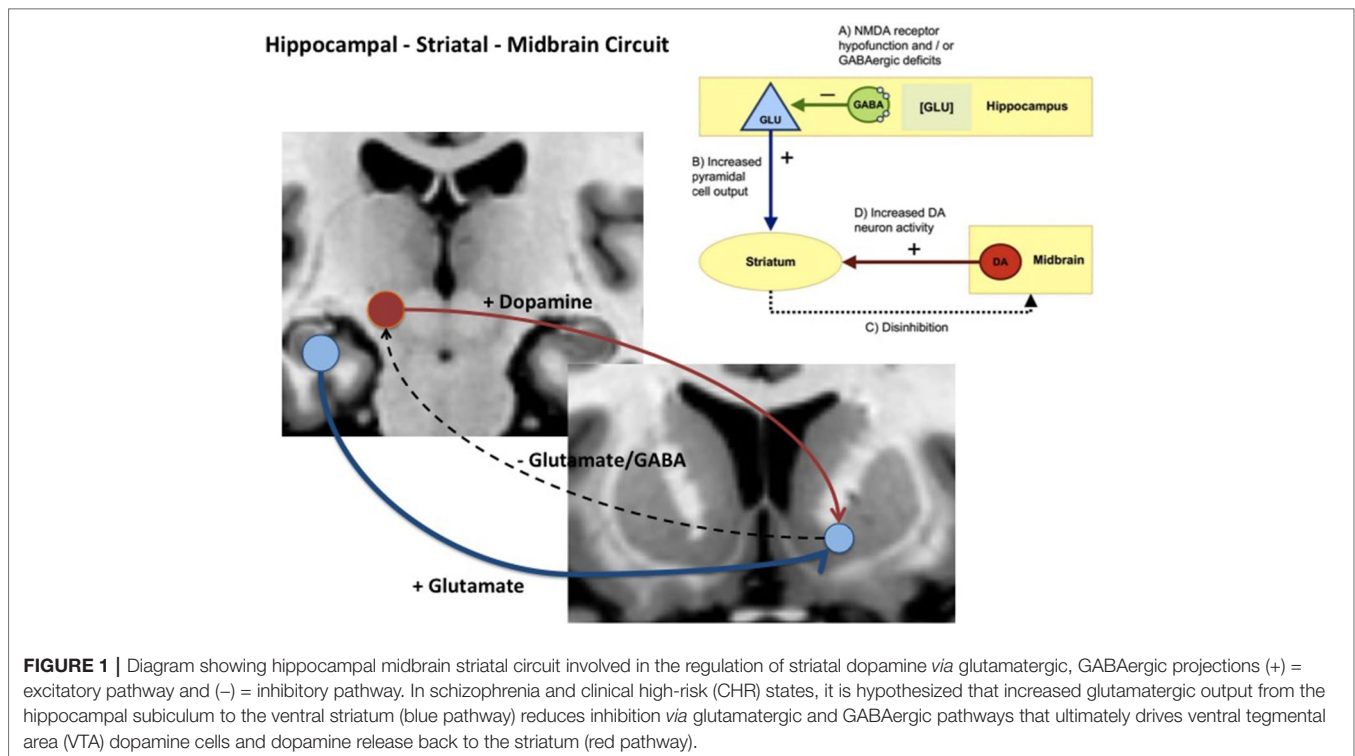 Hippocampal - Striatal - Midbrain Circuit
A) NMDA receptor
hypofunction and / or
GABAergic deficits
GLU
–
GABA
[GLU]
Hippocampus
B) Increased
pyramidal
cell output
+
D) Increased DA
neuron activity
+
Striatum
DA
Midbrain
C) Disinhibition
+ Dopamine
- Glutamate/GABA
+ Glutamate
FIGURE 1 | Diagram showing hippocampal midbrain striatal circuit involved in the regulation of striatal dopamine via glutamatergic, GABAergic projections (+) =
excitatory pathway and (–) = inhibitory pathway. In schizophrenia and clinical high-risk (CHR) states, it is hypothesized that increased glutamatergic output from the
hippocampal subiculum to the ventral striatum (blue pathway) reduces inhibition via glutamatergic and GABAergic pathways that ultimately drives ventral tegmental
area (VTA) dopamine cells and dopamine release back to the striatum (red pathway).